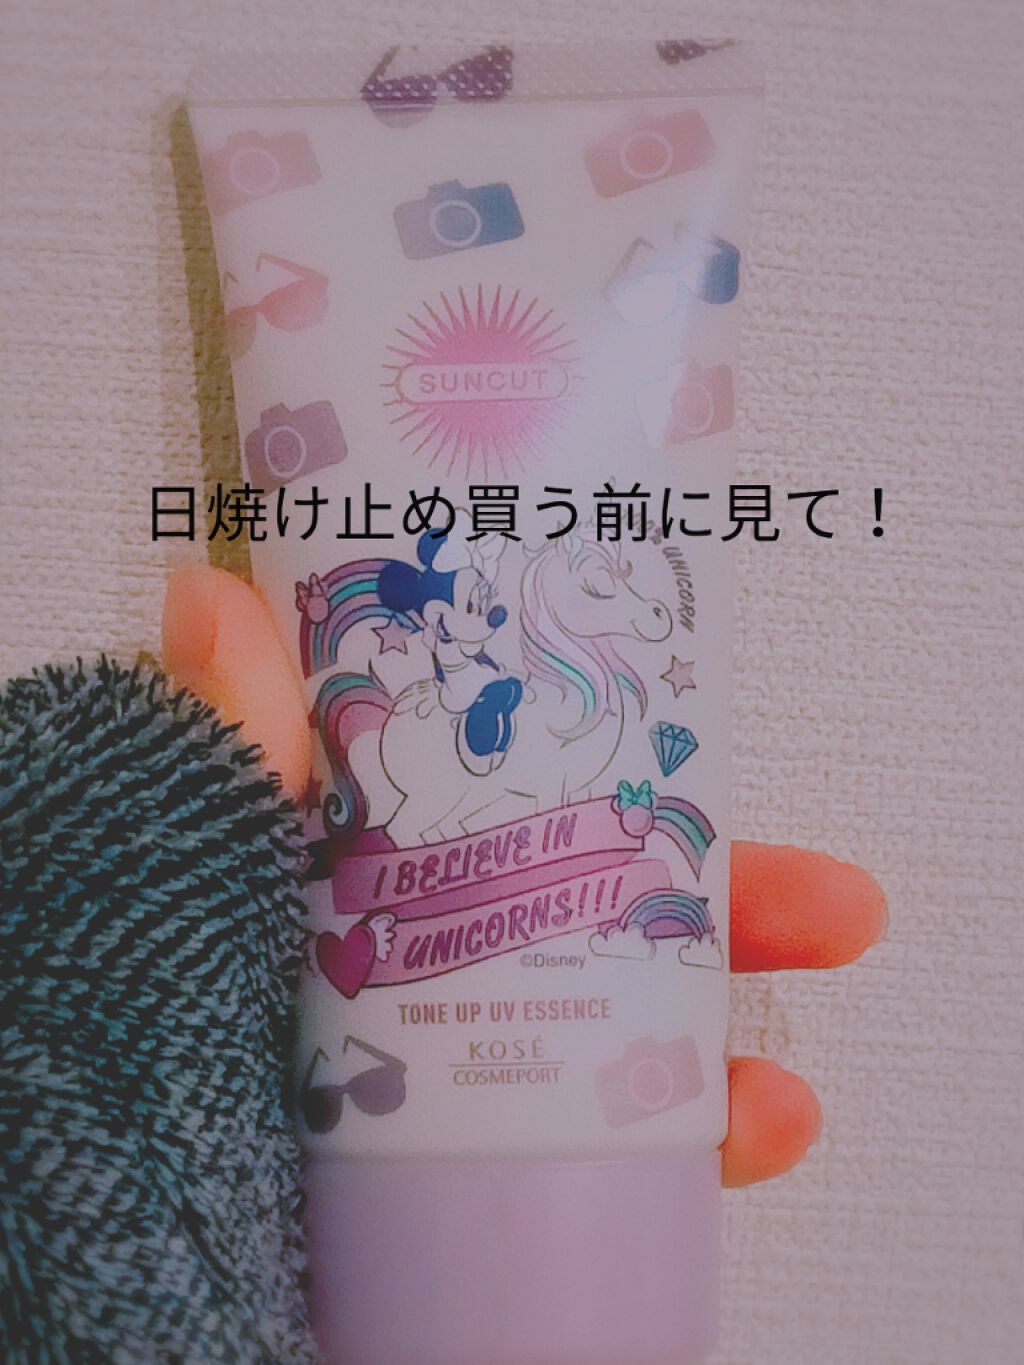 SUNCUT
日焼け止め買う前に見て！
UNICORN
I BELIEVE IN
UNICORNS!!!
©Disney
TONE UP UV ESSENCE
KOSÉ
COSMEPORT